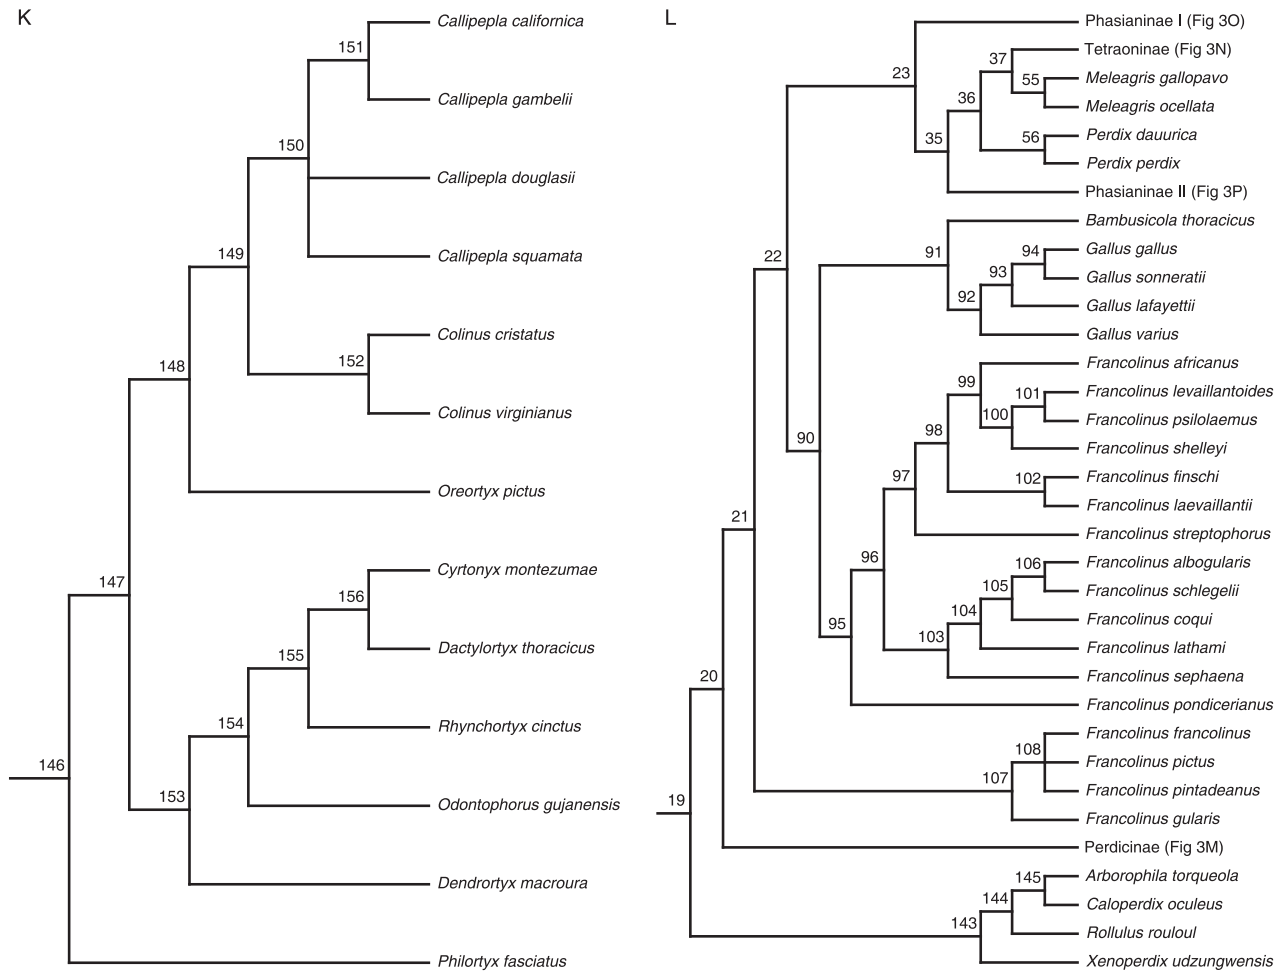 K
Callipepla californica
151
Callipepla gambelii
150
Callipepla douglasii
149
Callipepla squamata
Colinus cristatus
152
148
Colinus virginianus
Oreortyx pictus
147
Cyrtonyx montezumae
156
Dactylortyx thoracicus
155
Rhynchortyx cinctus
154
146
153
Odontophorus gujanensis
Dendrortyx macroura
Philortyx fasciatus
L
Phasianinae I (Fig 3O)
Tetraoninae (Fig 3N)
37
23
55
Meleagris gallopavo
36
Meleagris ocellata
35
56
Perdix dauurica
Perdix perdix
Phasianinae II (Fig 3P)
Bambusicola thoracicus
22
91
94
Gallus gallus
93
Gallus sonneratii
92
Gallus lafayettii
Gallus varius
Francolinus africanus
99
101
Francolinus levaillantoides
100
Francolinus psilolaemus
90
98
Francolinus shelleyi
97
102
Francolinus finschi
Francolinus laevaillantii
21
Francolinus streptophorus
96
106
Francolinus albogularis
105
Francolinus schlegelii
104
Francolinus coqui
95
103
Francolinus lathami
20
Francolinus sephaena
Francolinus pondicerianus
Francolinus francolinus
108
Francolinus pictus
107
Francolinus pintadeanus
19
Francolinus gularis
Perdicinae (Fig 3M)
145
Arborophila torqueola
144
Caloperdix oculeus
143
Rollulus rouloul
Xenoperdix udzungwensis